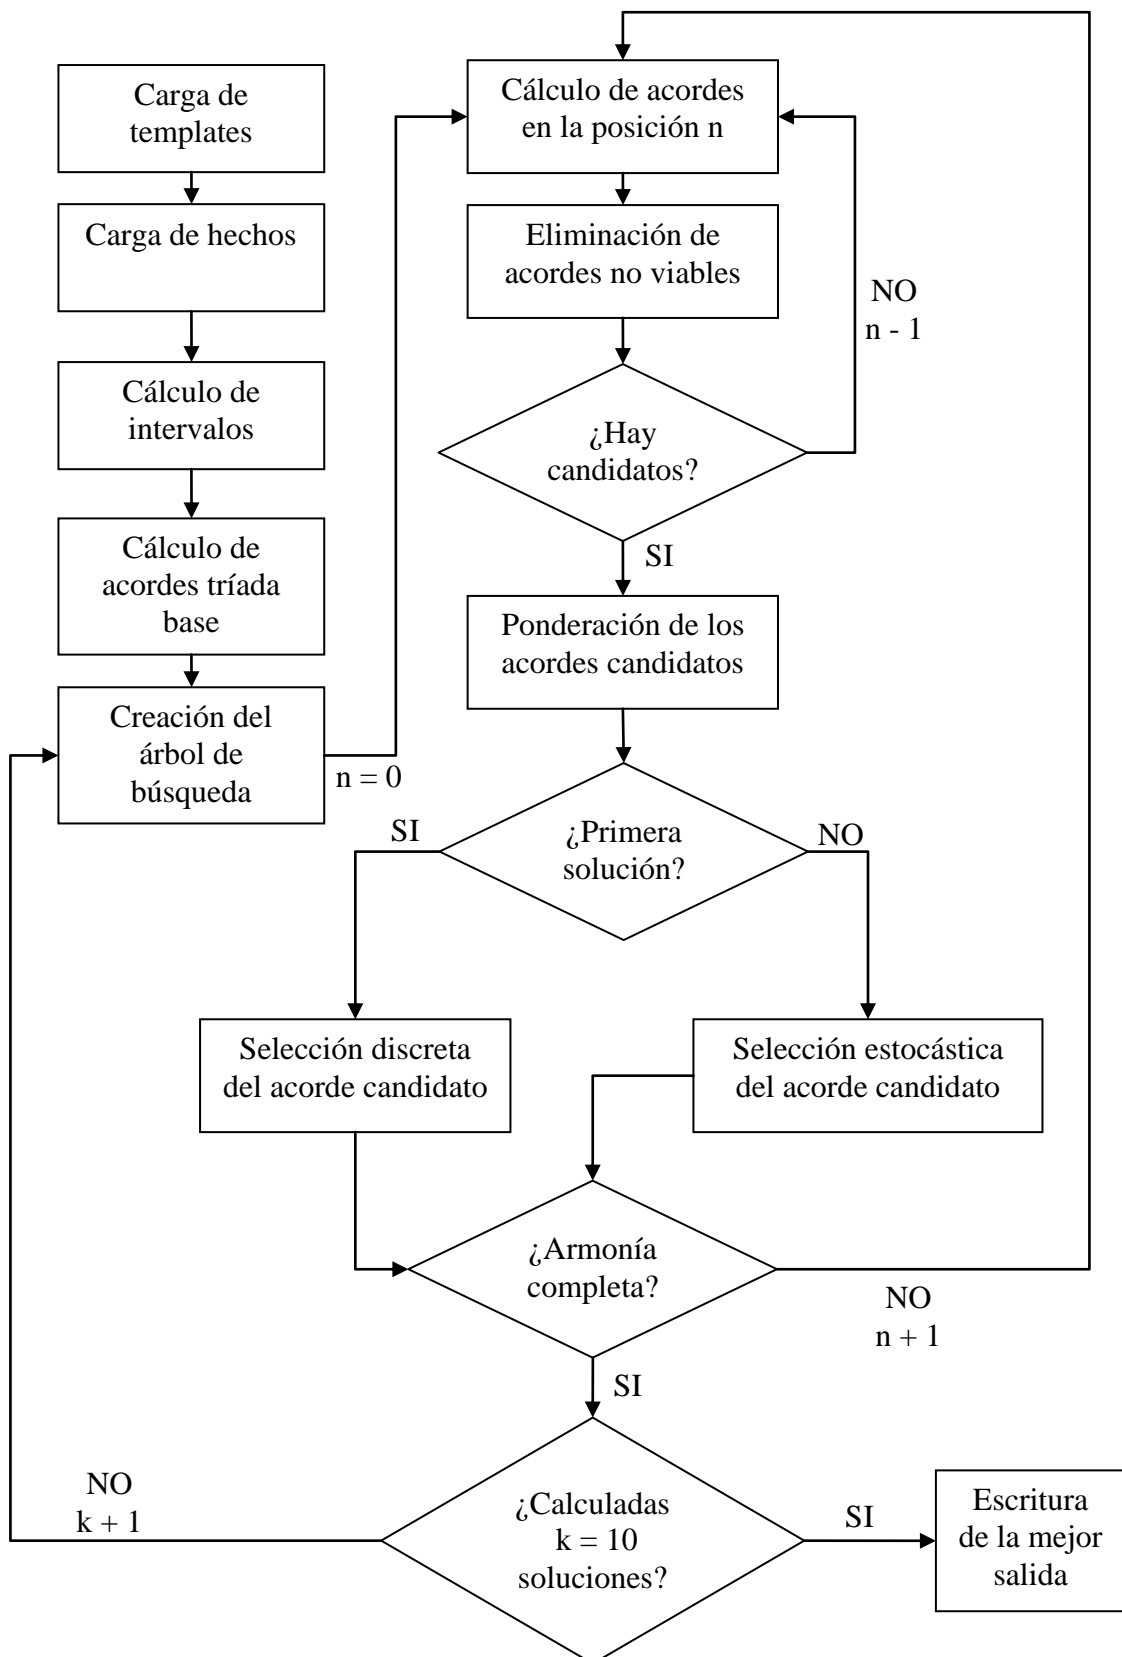 Carga de
templates
Carga de hechos
Cálculo de
intervalos
Cálculo de
acordes tríada
base
Creación del
árbol de
búsqueda
n = 0
Cálculo de acordes
en la posición n
Eliminación de
acordes no viables
NO
n - 1
¿Hay
candidatos?
SI
Ponderación de los
acordes candidatos
SI
¿Primera
solución?
NO
Selección discreta
del acorde candidato
Selección estocástica
del acorde candidato
¿Armonía
completa?
NO
n + 1
SI
NO
k + 1
¿Calculadas
k = 10
soluciones?
SI
Escritura
de la mejor
salida